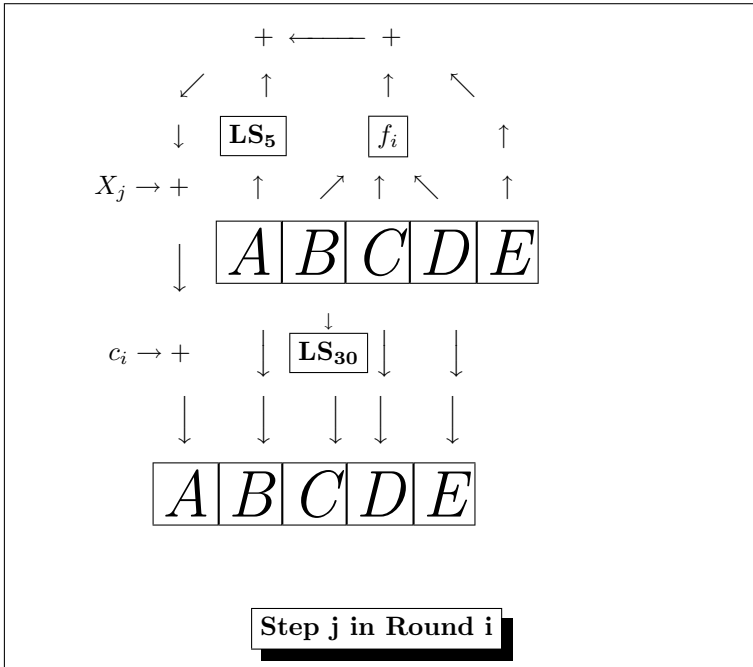 + ← +
↙ ↑ ↑ ↖
↓ LS₅ fᵢ ↑
Xⱼ → + ↑ ↗ ↑ ↖ ↑
A B C D E
↓
↓
cᵢ → + ↓ LS₃₀ ↓ ↓
↓ ↓ ↓ ↓ ↓
A B C D E
Step j in Round i